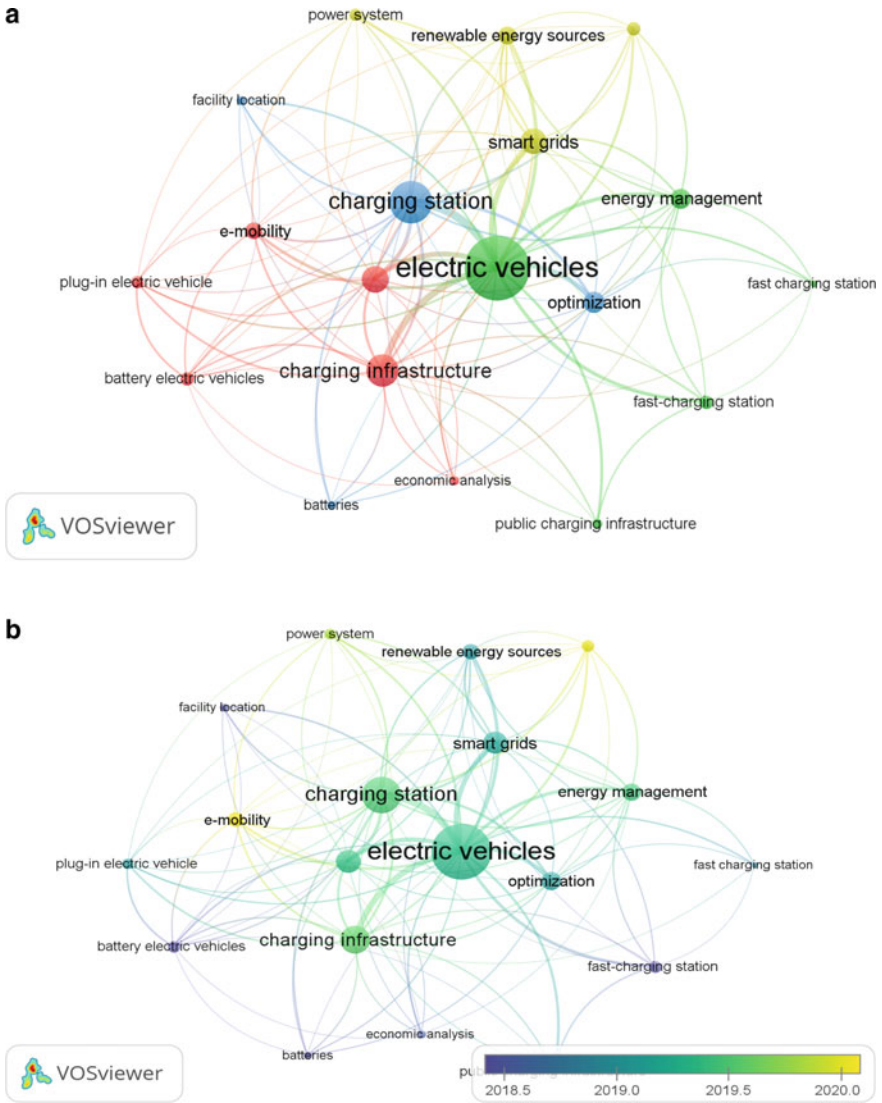 a
power system
renewable energy sources
facility location
smart grids
charging station
energy management
e-mobility
electric vehicles
plug-in electric vehicle
fast charging station
optimization
charging infrastructure
battery electric vehicles
fast-charging station
economic analysis
batteries
public charging infrastructure
VOSviewer
b
power system
renewable energy sources
facility location
smart grids
charging station
energy management
e-mobility
electric vehicles
plug-in electric vehicle
fast charging station
optimization
charging infrastructure
battery electric vehicles
fast-charging station
economic analysis
batteries
VOSviewer
2018.5 2019.0 2019.5 2020.0